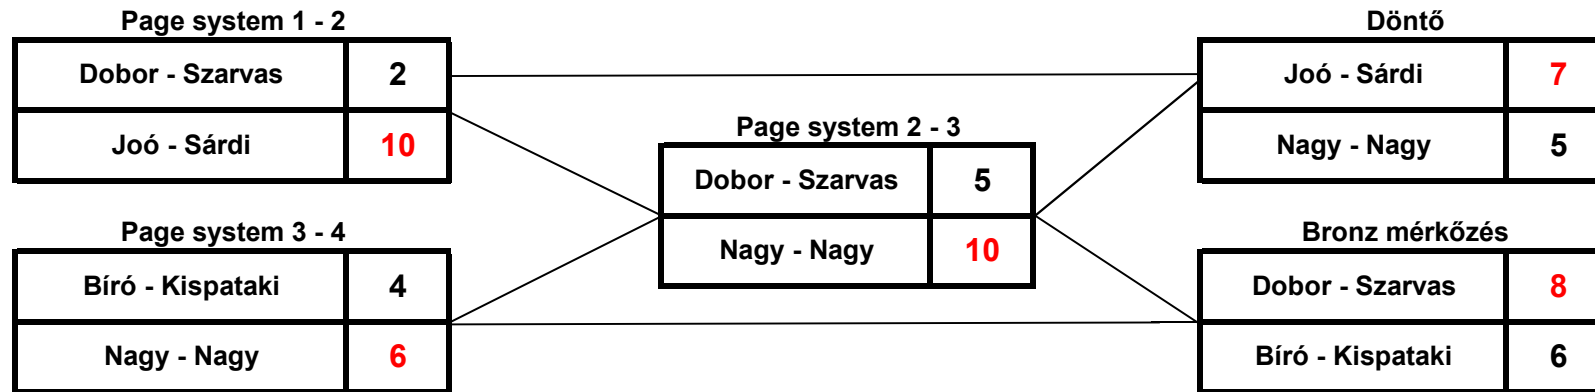 Page system 1 - 2
Dobor - Szarvas 2
Joó - Sárdi 10
Page system 3 - 4
Bíró - Kispataki 4
Nagy - Nagy 6
Page system 2 - 3
Dobor - Szarvas 5
Nagy - Nagy 10
Döntő
Joó - Sárdi 7
Nagy - Nagy 5
Bronz mérkőzés
Dobor - Szarvas 8
Bíró - Kispataki 6